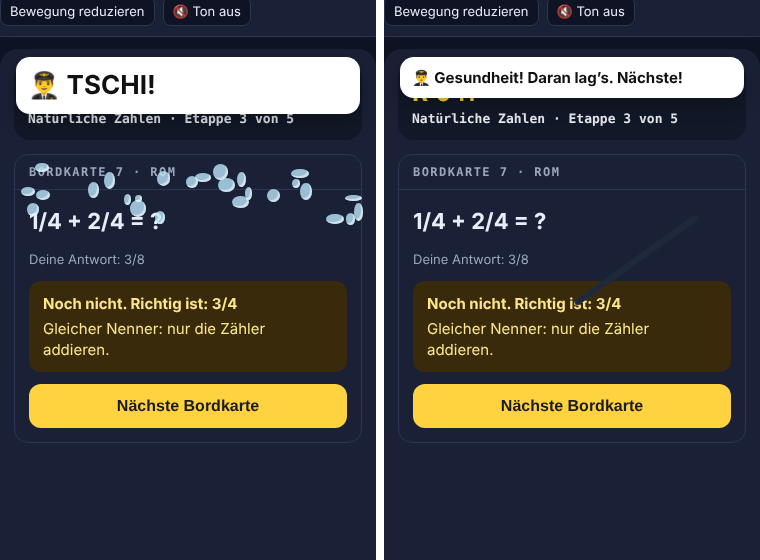 Bewegung reduzieren
🔇 Ton aus
👨‍✈️ TSCHI!
Natürliche Zahlen · Etappe 3 von 5
BORDKARTE 7 · ROM
1/4 + 2/4 = ?
Deine Antwort: 3/8
Noch nicht. Richtig ist: 3/4
Gleicher Nenner: nur die Zähler
addieren.
Nächste Bordkarte
Bewegung reduzieren
🔇 Ton aus
👨‍✈️ Gesundheit! Daran lag’s. Nächste!
Natürliche Zahlen · Etappe 3 von 5
BORDKARTE 7 · ROM
1/4 + 2/4 = ?
Deine Antwort: 3/8
Noch nicht. Richtig ist: 3/4
Gleicher Nenner: nur die Zähler
addieren.
Nächste Bordkarte